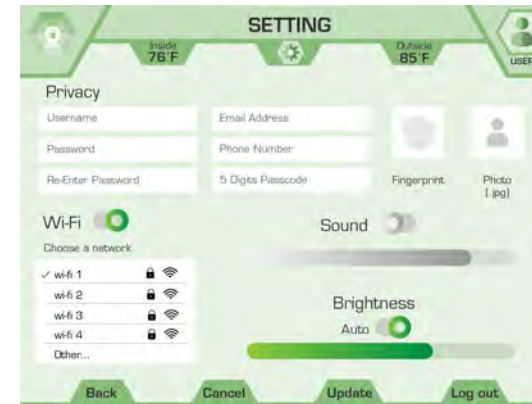 SETTING
Inside
76°F
Outside
85°F
USER
Privacy
Username
Email Address
Password
Phone Number
Re-Enter Password
5 Digits Passcode
Fingerprint
Photo
(.jpg)
Wi-Fi
Sound
Choose a network
wi-fi 1
wi-fi 2
wi-fi 3
wi-fi 4
Other...
Brightness
Auto
Back
Cancel
Update
Log out